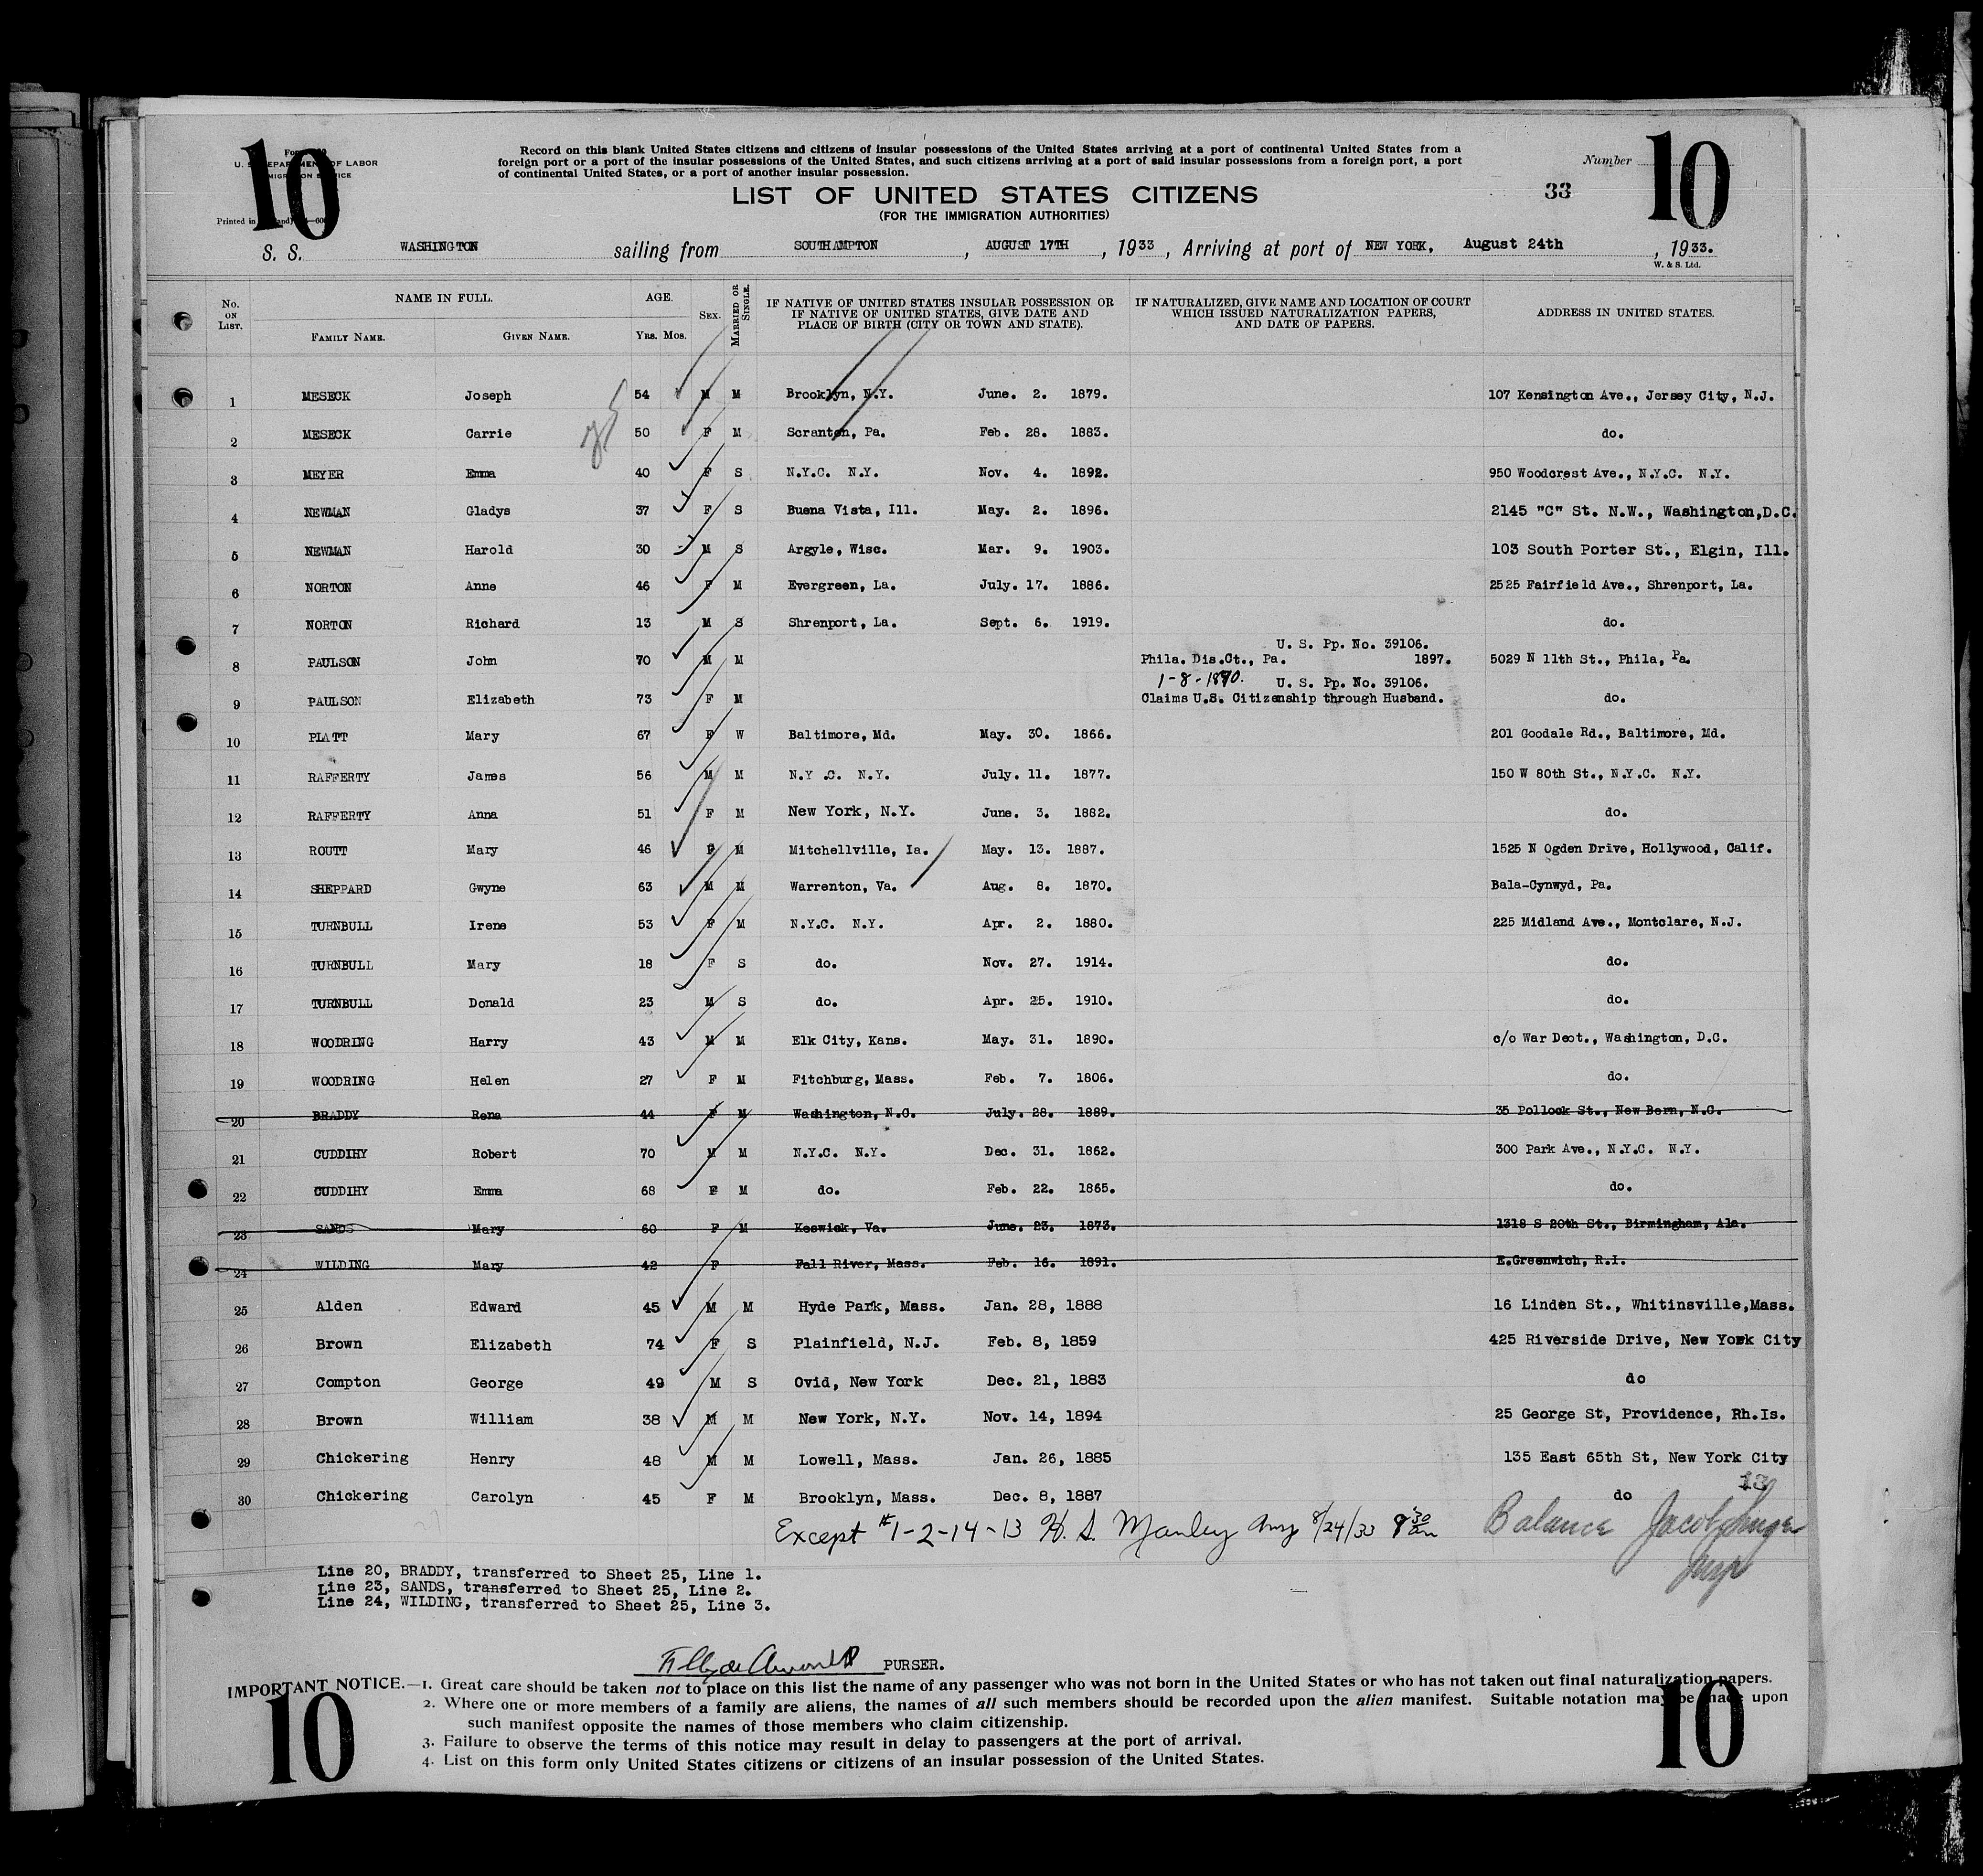 10
10
U. S. DEPARTMENT OF LABOR
IMMIGRATION SERVICE
Printed in
Record on this blank United States citizens and citizens of insular possessions of the United States arriving at a port of continental United States from a
foreign port or a port of the insular possessions of the United States, and such citizens arriving at a port of said insular possessions from a foreign port, a port
of continental United States, or a port of another insular possession.
Number
LIST OF UNITED STATES CITIZENS
33
(FOR THE IMMIGRATION AUTHORITIES)
S. S. WASHINGTON sailing from SOUTHAMPTON, AUGUST 17TH, 1933, Arriving at port of NEW YORK, August 24th, 1933.
W. & S. Ltd.
No. ON LIST. NAME IN FULL. AGE. SEX. MARRIED OR SINGLE. IF NATIVE OF UNITED STATES INSULAR POSSESSION OR IF NATIVE OF UNITED STATES, GIVE DATE AND PLACE OF BIRTH (CITY OR TOWN AND STATE). IF NATURALIZED, GIVE NAME AND LOCATION OF COURT WHICH ISSUED NATURALIZATION PAPERS, AND DATE OF PAPERS. ADDRESS IN UNITED STATES.
FAMILY NAME. GIVEN NAME. YRS. MOS.
1 MESECK Joseph 54 M M Brooklyn, N.Y. June. 2. 1879. 107 Kensington Ave., Jersey City, N.J.
2 MESECK Carrie 50 F M Scranton, Pa. Feb. 28. 1883. do.
3 MEYER Emma 40 F S N.Y.C. N.Y. Nov. 4. 1892. 950 Woodcrest Ave., N.Y.C. N.Y.
4 NEWMAN Gladys 37 F S Buena Vista, Ill. May. 2. 1896. 2145 "C" St. N.W., Washington,D.C.
5 NEWMAN Harold 30 M S Argyle, Wisc. Mar. 9. 1903. 103 South Porter St., Elgin, Ill.
6 NORTON Anne 46 F M Evergreen, La. July. 17. 1886. 2525 Fairfield Ave., Shrenport, La.
7 NORTON Richard 13 M S Shrenport, La. Sept. 6. 1919. do.
U. S. Pp. No. 39106.
8 PAULSON John 70 M M Phila. Dis.Ct., Pa. 1897. 5029 N 11th St., Phila, Pa.
1-8-1890. U. S. Pp. No. 39106.
9 PAULSON Elizabeth 73 F M Claims U.S. Citizenship through Husband. do.
10 PLATT Mary 67 F W Baltimore, Md. May. 30. 1866. 201 Goodale Rd., Baltimore, Md.
11 RAFFERTY James 56 M M N.Y .C. N.Y. July. 11. 1877. 150 W 80th St., N.Y.C. N.Y.
12 RAFFERTY Anna 51 F M New York, N.Y. June. 3. 1882. do.
13 ROUTT Mary 46 F M Mitchellville, Ia. May. 13. 1887. 1525 N Ogden Drive, Hollywood, Calif.
14 SHEPPARD Gwyne 63 M M Warrenton, Va. Aug. 8. 1870. Bala-Cynwyd, Pa.
15 TURNBULL Irene 53 F M N.Y.C. N.Y. Apr. 2. 1880. 225 Midland Ave., Montclare, N.J.
16 TURNBULL Mary 18 F S do. Nov. 27. 1914. do.
17 TURNBULL Donald 23 M S do. Apr. 25. 1910. do.
18 WOODRING Harry 43 M M Elk City, Kans. May. 31. 1890. c/o War Deot., Washington, D.C.
19 WOODRING Helen 27 F M Fitchburg, Mass. Feb. 7. 1806. do.
20 BRADDY Rena 44 F M Washington, N.C. July. 28. 1889. 35 Pollock St., New Bern, N.C.
21 CUDDIHY Robert 70 M M N.Y.C. N.Y. Dec. 31. 1862. 300 Park Ave., N.Y.C. N.Y.
22 CUDDIHY Emma 68 F M do. Feb. 22. 1865. do.
23 SANDS Mary 60 F M Keswick, Va. June. 23. 1873. 1318 S 20th St., Birmingham, Ala.
24 WILDING Mary 42 F Fall River, Mass. Feb. 16. 1891. E.Greenwich, R.I.
25 Alden Edward 45 M M Hyde Park, Mass. Jan. 28, 1888 16 Linden St., Whitinsville,Mass.
26 Brown Elizabeth 74 F S Plainfield, N.J. Feb. 8, 1859 425 Riverside Drive, New York City
27 Compton George 49 M S Ovid, New York Dec. 21, 1883 do
28 Brown William 38 M M New York, N.Y. Nov. 14, 1894 25 George St, Providence, Rh.Is.
29 Chickering Henry 48 M M Lowell, Mass. Jan. 26, 1885 135 East 65th St, New York City
30 Chickering Carolyn 45 F M Brooklyn, Mass. Dec. 8, 1887 do
Except #1-2-14-13 H. S. Manley Insp 8/24/33 9:30 am Balance Jacob Singer
Insp
Line 20, BRADDY, transferred to Sheet 25, Line 1.
Line 23, SANDS, transferred to Sheet 25, Line 2.
Line 24, WILDING, transferred to Sheet 25, Line 3.
PURSER.
IMPORTANT NOTICE.—1. Great care should be taken not to place on this list the name of any passenger who was not born in the United States or who has not taken out final naturalization papers.
2. Where one or more members of a family are aliens, the names of all such members should be recorded upon the alien manifest. Suitable notation may be made upon
such manifest opposite the names of those members who claim citizenship.
3. Failure to observe the terms of this notice may result in delay to passengers at the port of arrival.
4. List on this form only United States citizens or citizens of an insular possession of the United States.
10
10